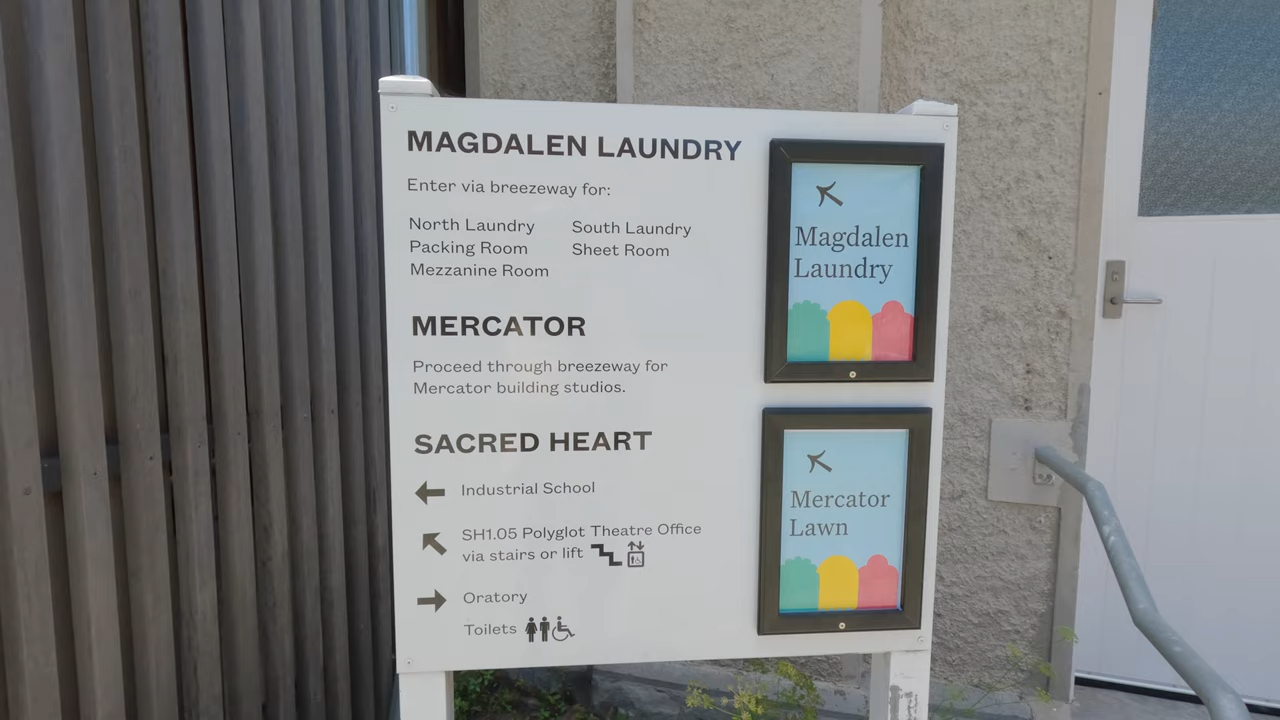 MAGDALEN LAUNDRY
Enter via breezeway for:
North Laundry South Laundry
Packing Room Sheet Room
Mezzanine Room
MERCATOR
Proceed through breezeway for
Mercator building studios.
SACRED HEART
Industrial School
SH1.05 Polyglot Theatre Office
via stairs or lift
Oratory
Toilets
Magdalen
Laundry
Mercator
Lawn